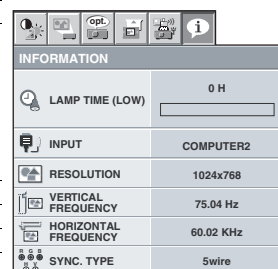 opt.
INFORMATION
LAMP TIME (LOW) 0 H
INPUT COMPUTER2
RESOLUTION 1024x768
VERTICAL
FREQUENCY 75.04 Hz
HORIZONTAL
FREQUENCY 60.02 KHz
R G B
H V
SYNC. TYPE 5wire